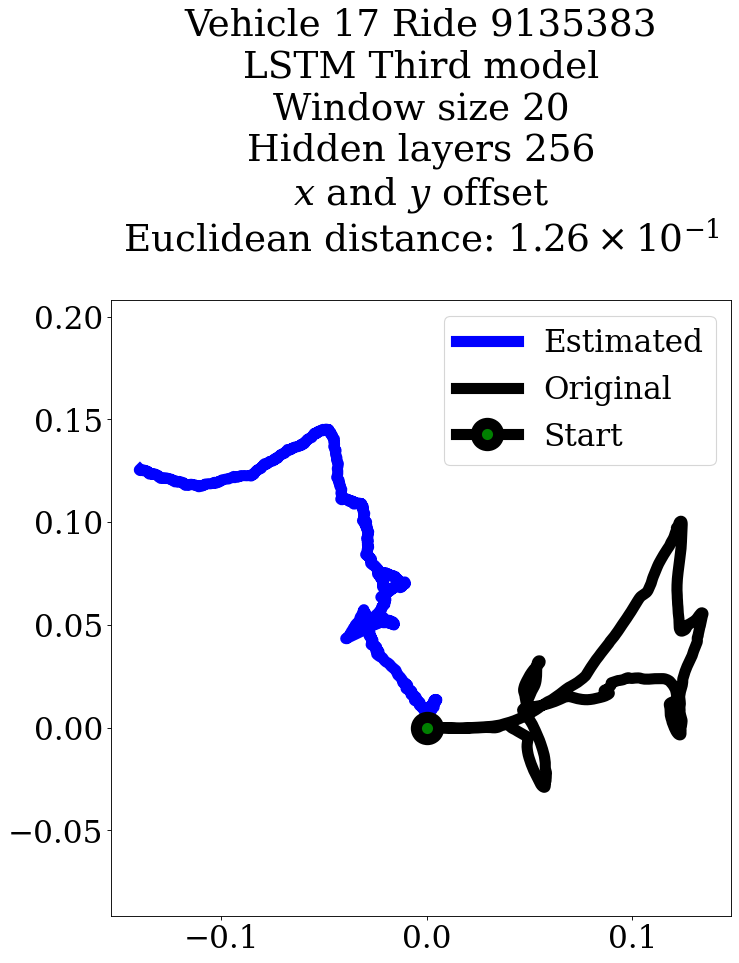 Vehicle 17 Ride 9135383
LSTM Third model
Window size 20
Hidden layers 256
x and y offset
Euclidean distance: 1.26 × 10⁻¹
Estimated
Original
Start
0.20
0.15
0.10
0.05
0.00
−0.05
−0.1
0.0
0.1